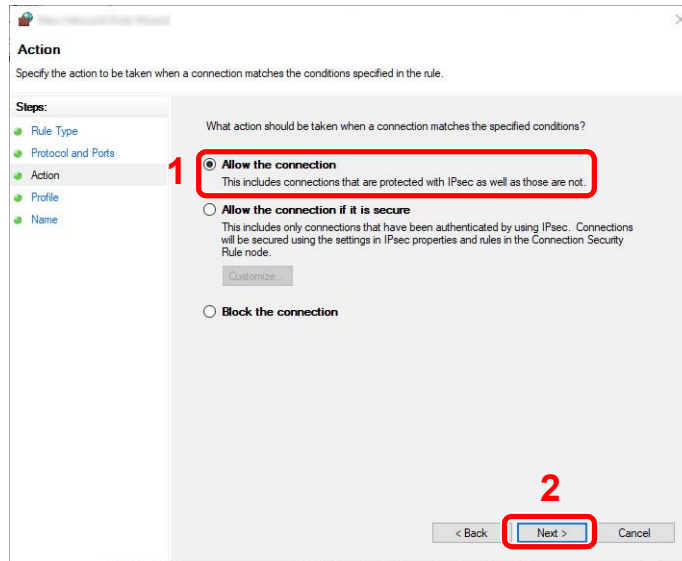 Action
Specify the action to be taken when a connection matches the conditions specified in the rule.
Steps:
Rule Type
Protocol and Ports
Action
Profile
Name
What action should be taken when a connection matches the specified conditions?
1
Allow the connection
This includes connections that are protected with IPsec as well as those are not.
Allow the connection if it is secure
This includes only connections that have been authenticated by using IPsec. Connections
will be secured using the settings in IPsec properties and rules in the Connection Security
Rule node.
Customize...
Block the connection
2
< Back
Next >
Cancel